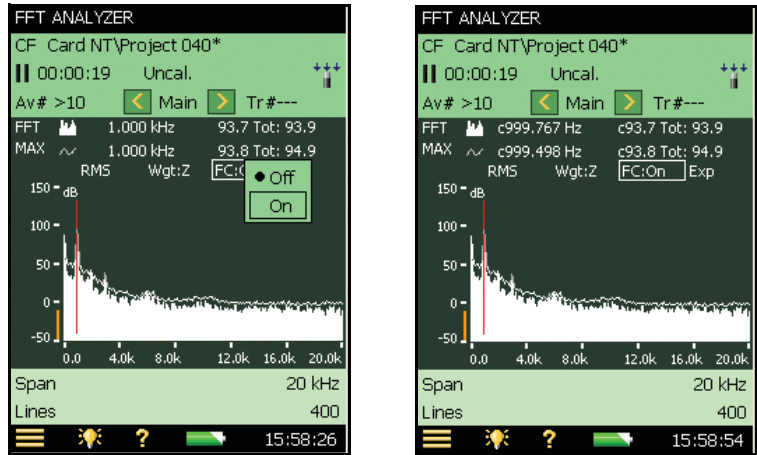 FFT ANALYZER
CF Card NT\Project 040*
00:00:19 Uncal.
Av# >10 < Main > Tr#---
FFT 1.000 kHz 93.7 Tot: 93.9
MAX 1.000 kHz 93.8 Tot: 94.9
RMS Wgt:Z FC:
Off
On
150
dB
100
50
0
-50
0.0 4.0k 8.0k 12.0k 16.0k 20.0k
Span 20 kHz
Lines 400
? 15:58:26
FFT ANALYZER
CF Card NT\Project 040*
00:00:19 Uncal.
Av# >10 < Main > Tr#---
FFT c999.767 Hz c93.7 Tot: 93.9
MAX c999.498 Hz c93.8 Tot: 94.9
RMS Wgt:Z FC:On Exp
150
dB
100
50
0
-50
0.0 4.0k 8.0k 12.0k 16.0k 20.0k
Span 20 kHz
Lines 400
? 15:58:54